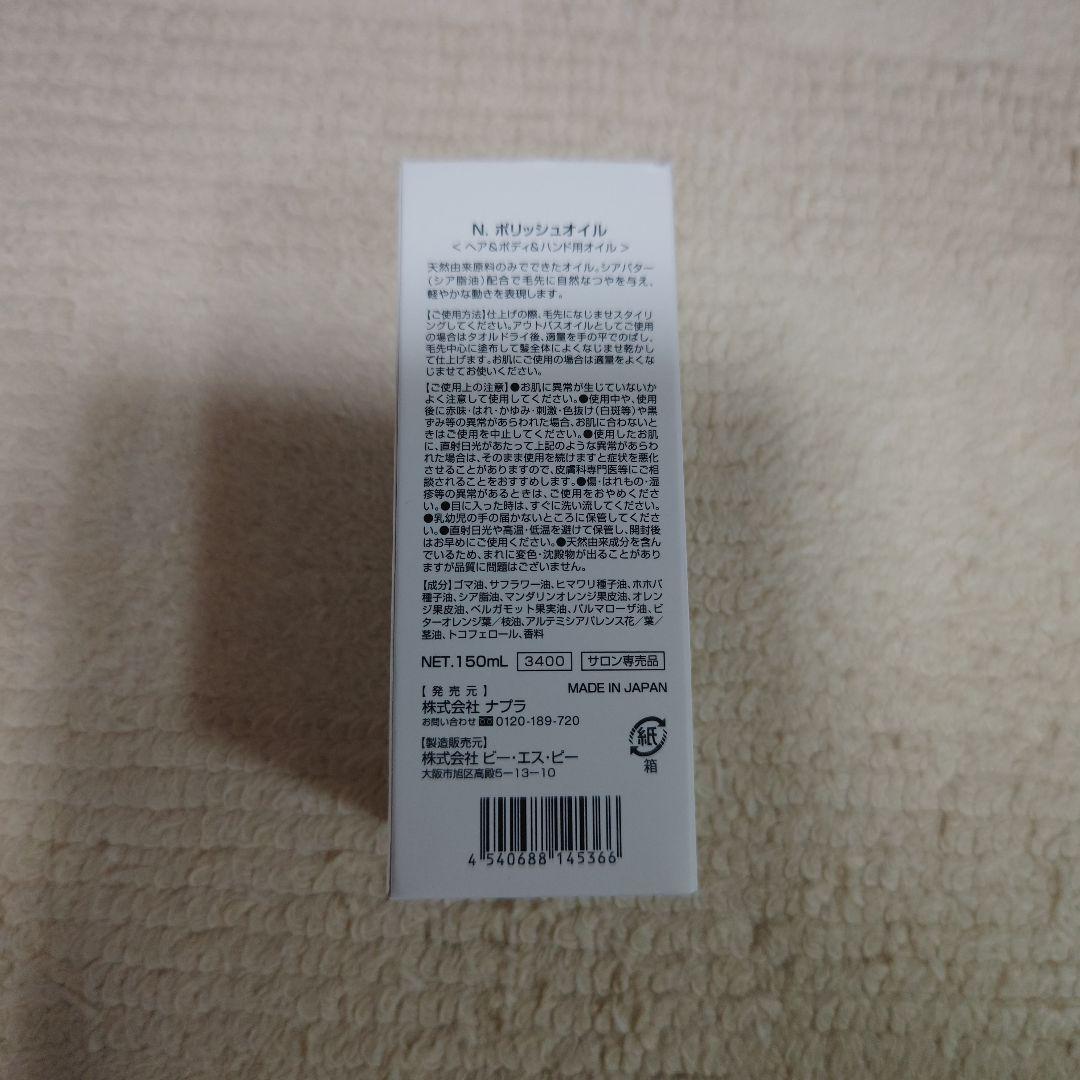 N. ポリッシュオイル
< ヘア&ボディ&ハンド用オイル >
天然由来原料のみでできたオイル。シアバター
(シア脂油)配合で毛先に自然なつやを与え、
軽やかな動きを表現します。
【ご使用方法】仕上げの際、毛先になじませスタイリ
ングしてください。アウトバスオイルとしてご使用
の場合はタオルドライ後、適量を手の平でのばし、
毛先中心に塗布して髪全体によくなじませ乾かし
て仕上げます。お肌にご使用の場合は適量をよくな
じませてお使いください。
【ご使用上の注意】●お肌に異常が生じていないか
よく注意して使用してください。●使用中や、使用
後に赤味・はれ・かゆみ・刺激・色抜け(白斑等)や黒
ずみ等の異常があらわれた場合、お肌に合わないと
きはご使用を中止してください。●使用したお肌
に、直射日光があたって上記のような異常があらわ
れた場合は、そのまま使用を続けますと症状を悪化
させることがありますので、皮膚科専門医等にご相
談されることをおすすめします。●傷・はれもの・湿
疹等の異常があるときは、ご使用をおやめくださ
い。●目に入った時は、すぐに洗い流してください。
●乳幼児の手の届かないところに保管してくださ
い。●直射日光や高温・低温を避けて保管し、開封後
はお早めにご使用ください。●天然由来成分を含ん
でいるため、まれに変色・沈殿物が出ることがあり
ますが品質に問題はございません。
【成分】ゴマ油、サフラワー油、ヒマワリ種子油、ホホバ
種子油、シア脂油、マンダリンオレンジ果皮油、オレン
ジ果皮油、ベルガモット果実油、パルマローザ油、ビ
ターオレンジ葉/枝油、アルテミシアパレンス花/葉/
茎油、トコフェロール、香料
NET.150mL 3400 サロン専売品
【 発 売 元 】 MADE IN JAPAN
株式会社 ナプラ
お問い合わせ 0120-189-720
【製造販売元】
株式会社 ビー・エス・ピー
大阪市旭区高殿5-13-10
紙
箱
4 540688 145366